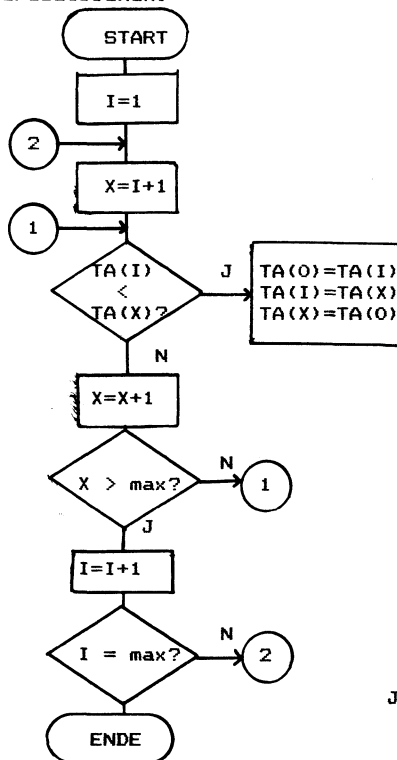 START
I=1
2
X=I+1
1
TA(I)
<
TA(X)?
J
TA(O)=TA(I)
TA(I)=TA(X)
TA(X)=TA(O)
N
X=X+1
X > max?
N
1
J
I=I+1
I = max?
N
2
J
ENDE